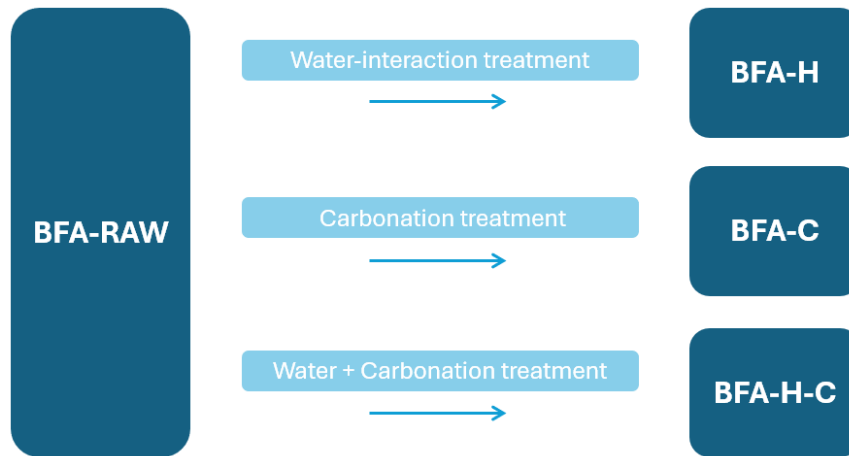 BFA-RAW
Water-interaction treatment
BFA-H
Carbonation treatment
BFA-C
Water + Carbonation treatment
BFA-H-C